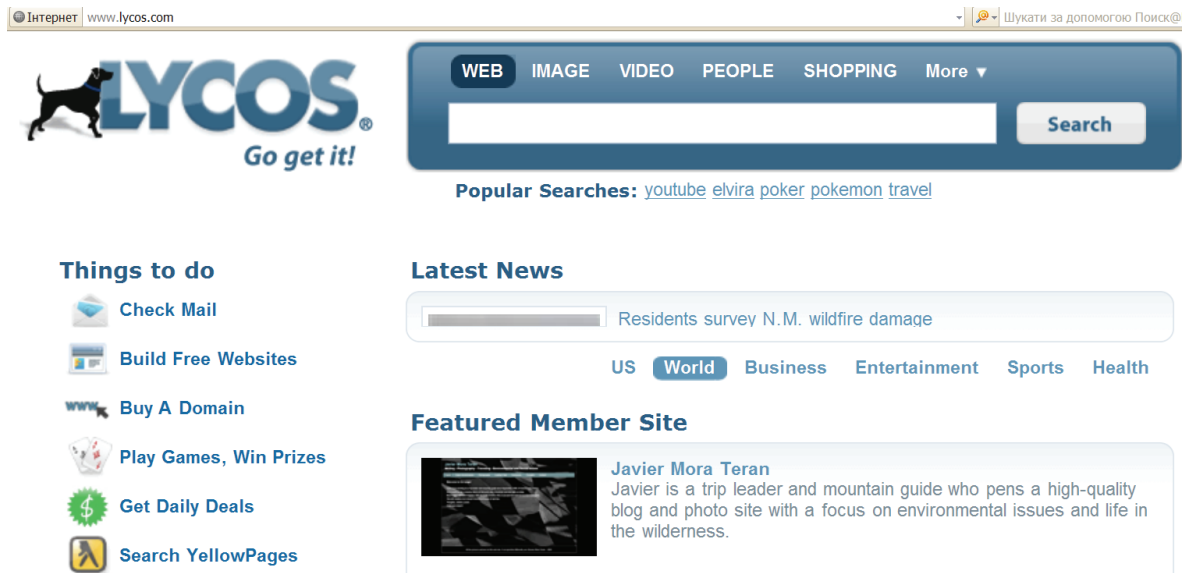 Інтернет www.lycos.com Шукати за допомогою Поиск@
LYCOS®
Go get it!
WEB IMAGE VIDEO PEOPLE SHOPPING More ▼
Search
Popular Searches: youtube elvira poker pokemon travel
Things to do
Check Mail
Build Free Websites
www Buy A Domain
Play Games, Win Prizes
$ Get Daily Deals
Search YellowPages
Latest News
Residents survey N.M. wildfire damage
US World Business Entertainment Sports Health
Featured Member Site
Javier Mora Teran
Javier is a trip leader and mountain guide who pens a high-quality
blog and photo site with a focus on environmental issues and life in
the wilderness.